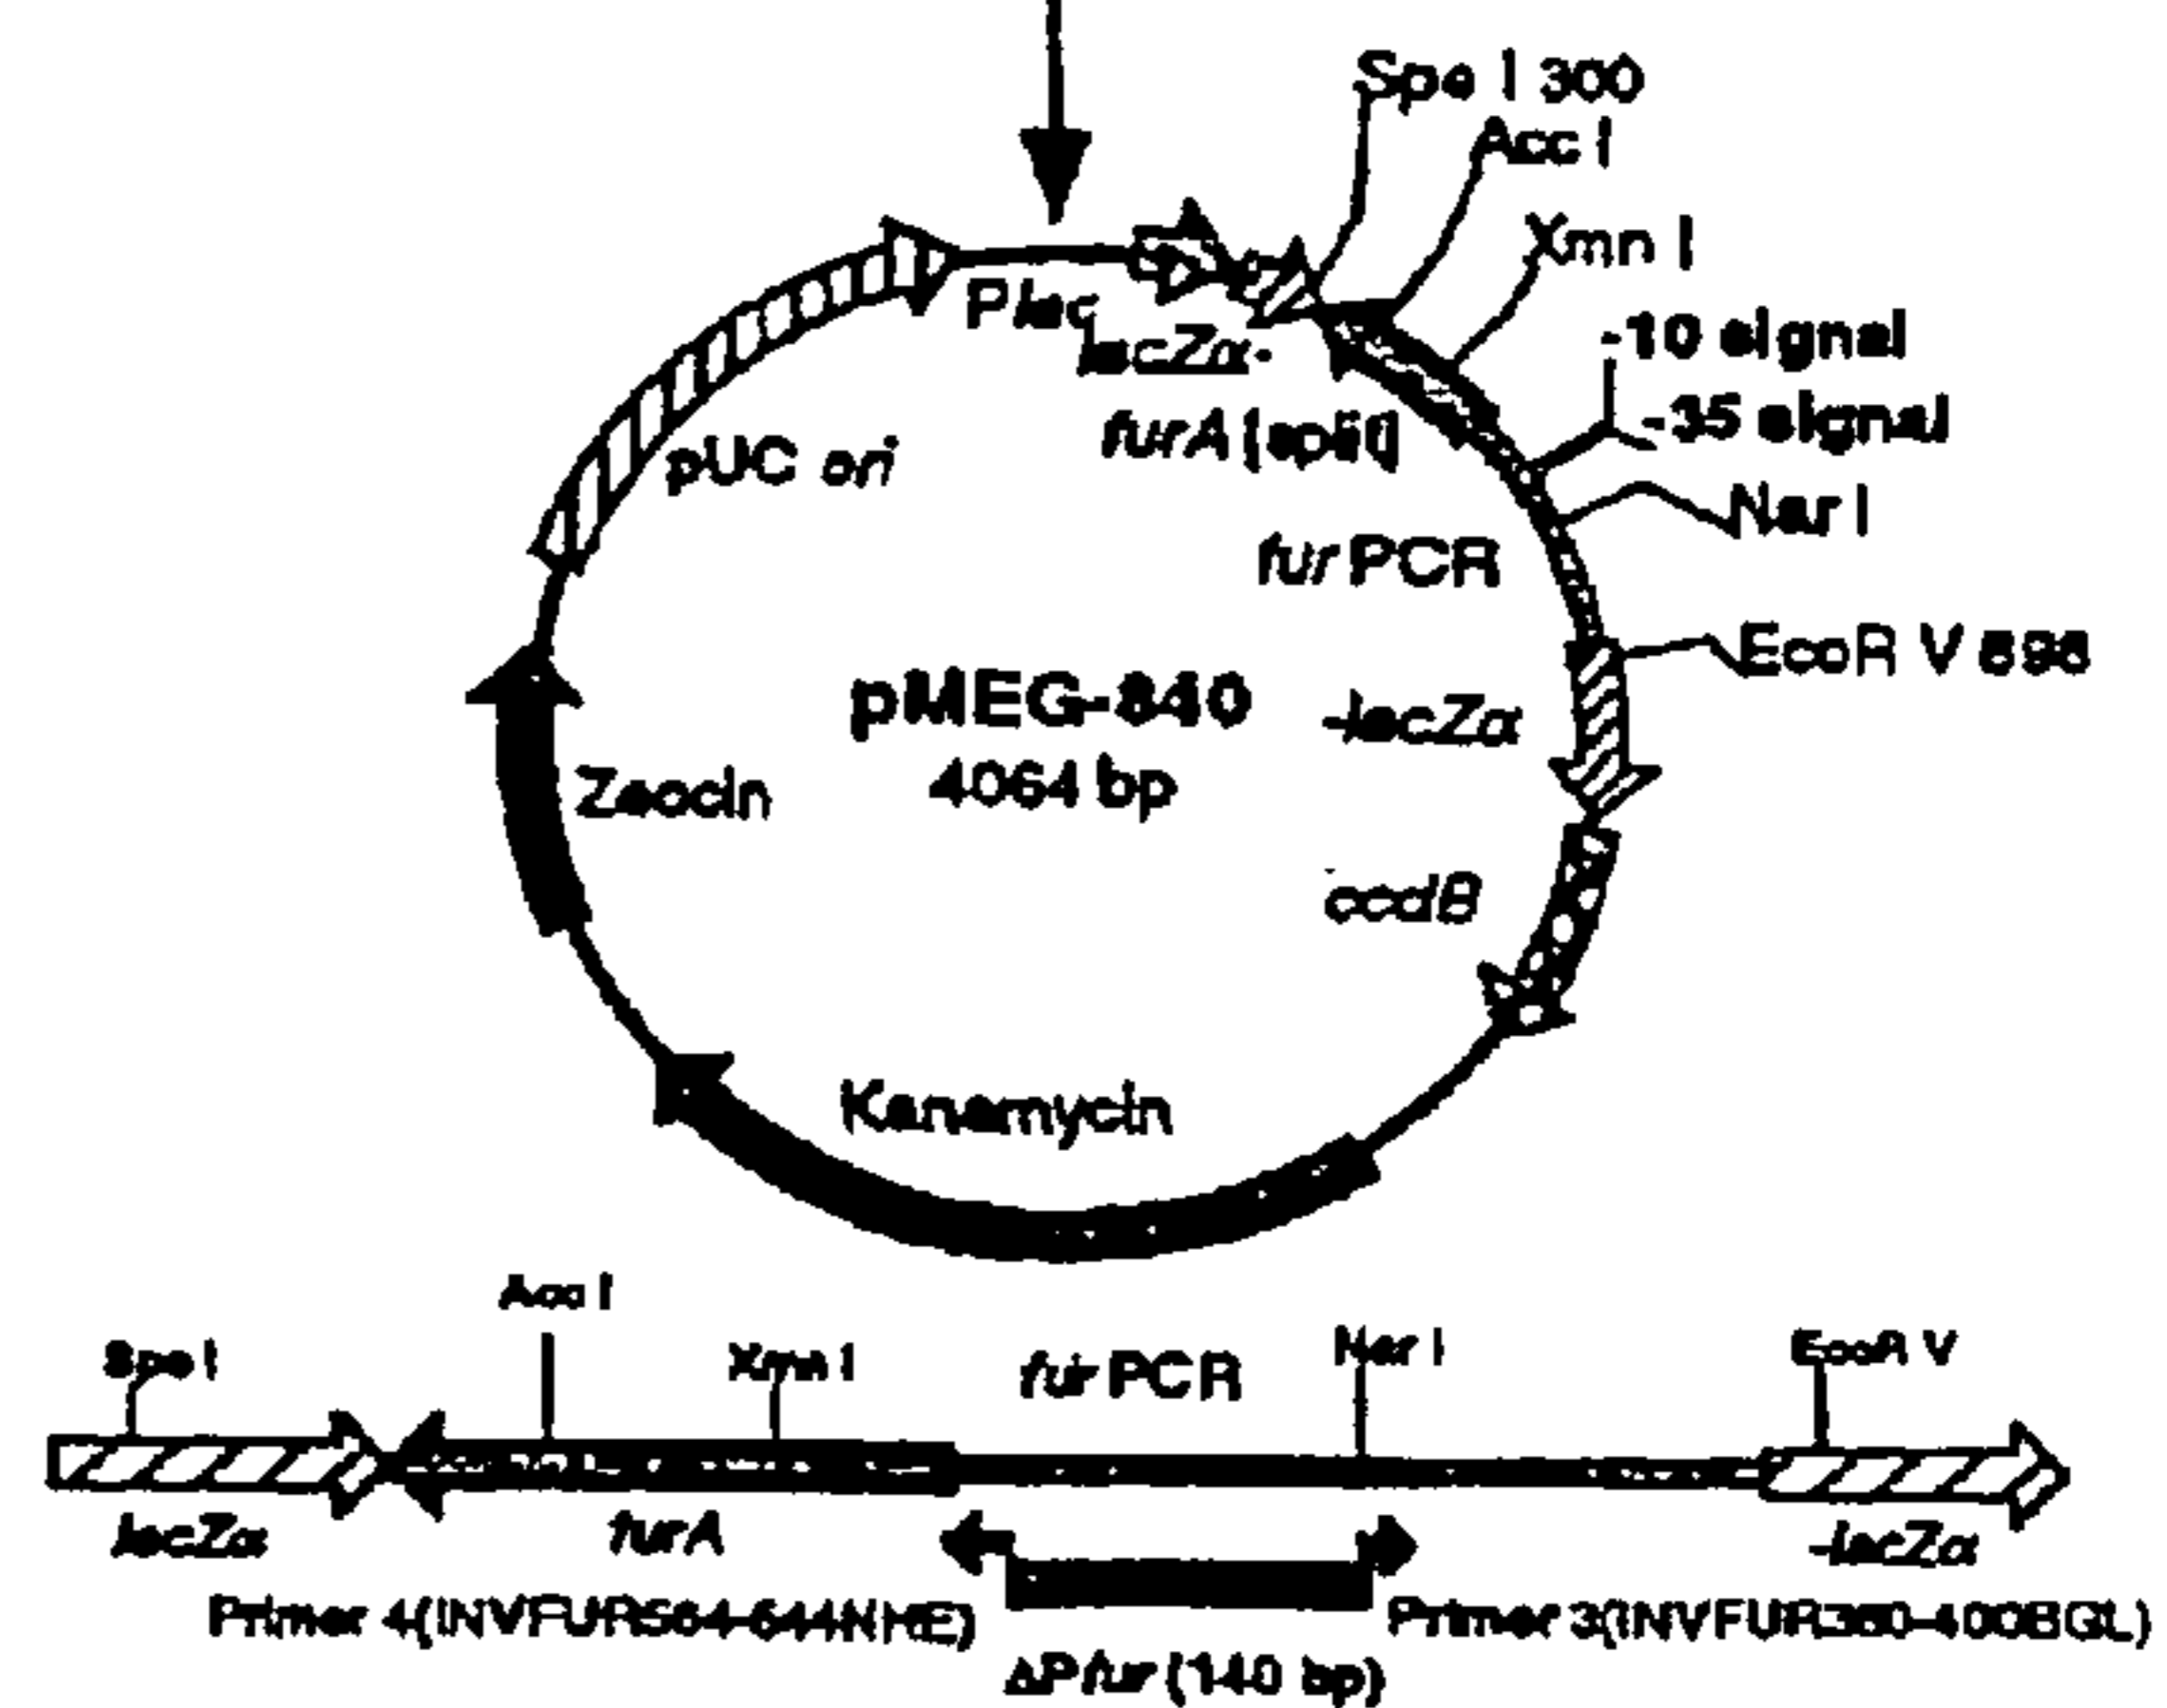 Spe I 300
Acc I
Xmn I
-10 signal
-35 signal
Nar I
EcoR V
Plac
lacZα-
furA (split)
fur PCR
pUC ori
pMEG-840
4064 bp
-lacZα
Zeocin
ccdB
Kanamycin
Spe I
Acc I
Xmn I
fur PCR
Nar I
EcoR V
lacZα
furA
-lacZα
Primer 4
Primer 3
ΔPfur (140 bp)